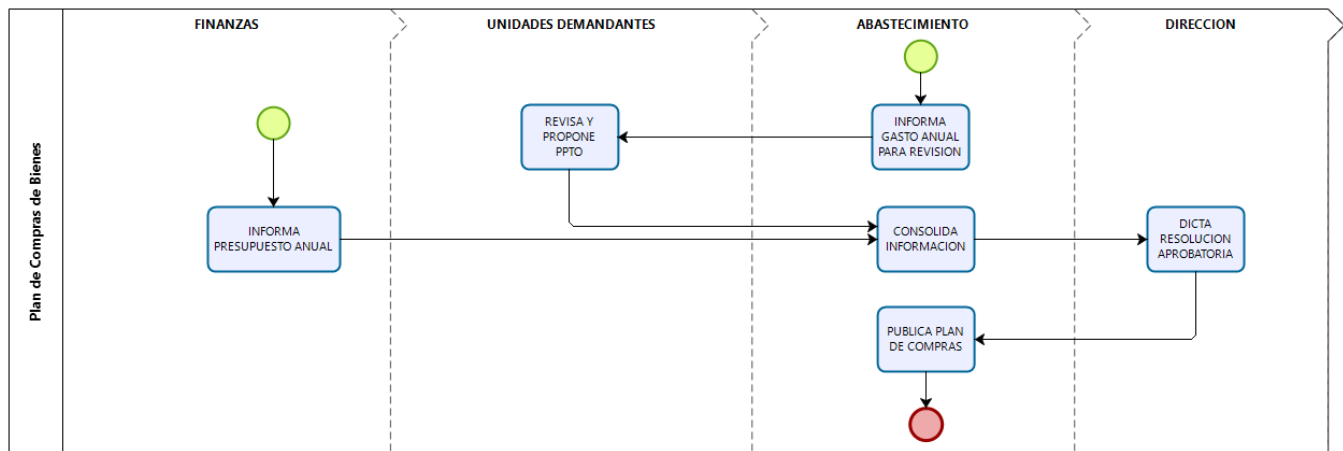 Plan de Compras de Bienes
FINANZAS
UNIDADES DEMANDANTES
ABASTECIMIENTO
DIRECCION
REVISA Y
PROPONE
PPTO
INFORMA
GASTO ANUAL
PARA REVISION
INFORMA
PRESUPUESTO ANUAL
CONSOLIDA
INFORMACION
DICTA
RESOLUCION
APROBATORIA
PUBLICA PLAN
DE COMPRAS